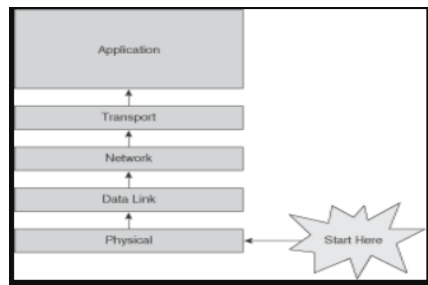 Application
Transport
Network
Data Link
Physical
Start Here